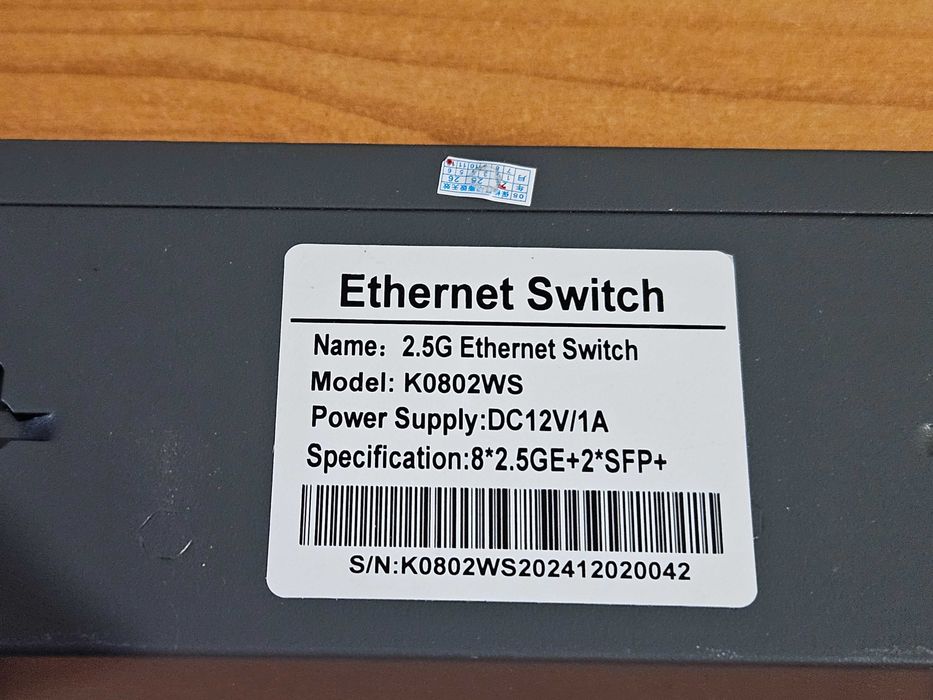 Ethernet Switch
Name：2.5G Ethernet Switch
Model: K0802WS
Power Supply:DC12V/1A
Specification:8*2.5GE+2*SFP+
S/N:K0802WS202412020042